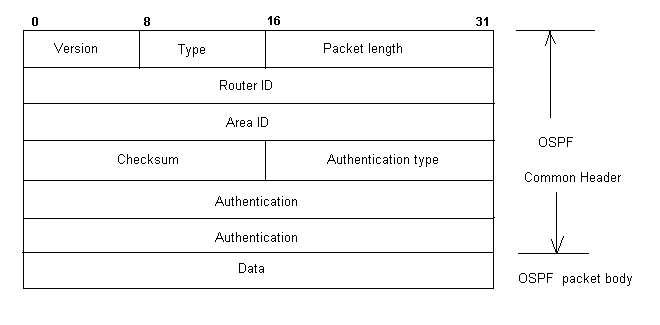 0 8 16 31
Version Type Packet length
Router ID
Area ID
OSPF
Checksum Authentication type
Common Header
Authentication
Authentication
Data
OSPF packet body